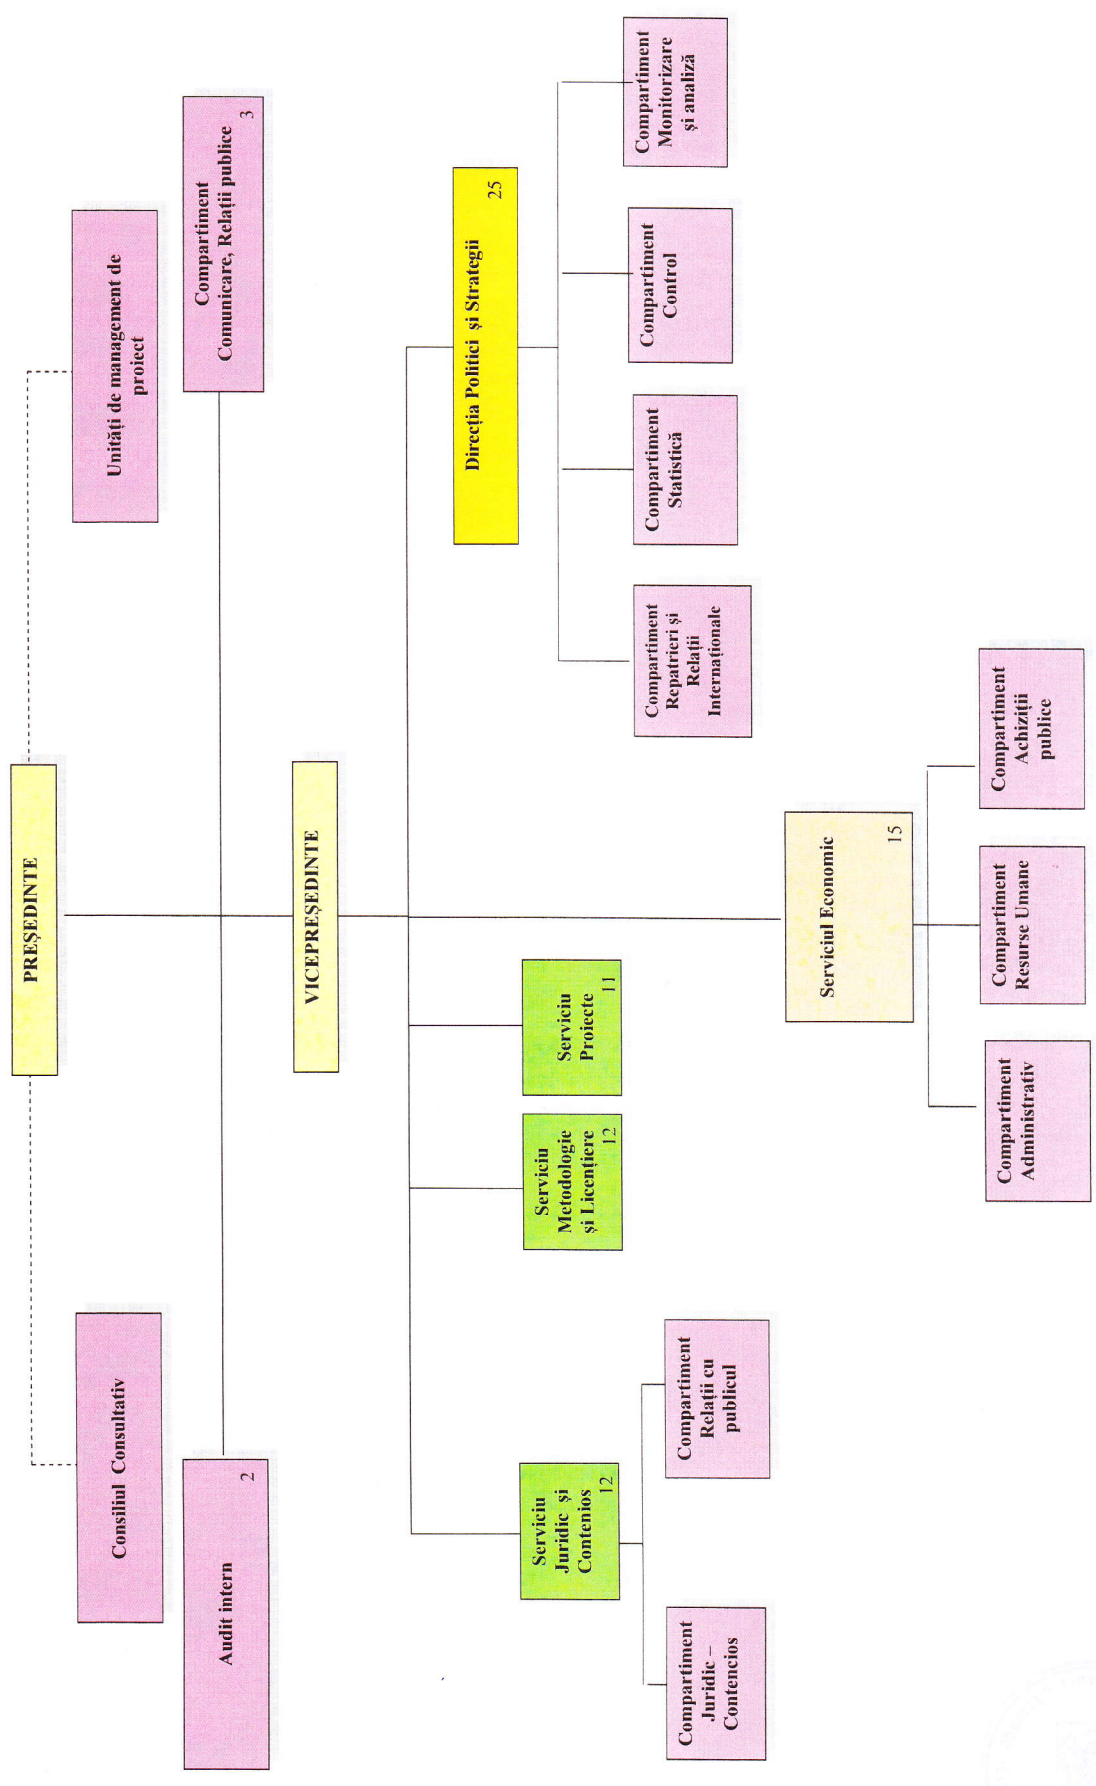 PREȘEDINTE
Consiliul Consultativ
Unități de management de
proiect
Audit intern
2
Compartiment
Comunicare, Relații publice
3
VICEPREȘEDINTE
Serviciu
Juridic și
Contenios
12
Serviciu
Metodologie
și Licențiere
12
Serviciu
Proiecte
11
Direcția Politici și Strategii
25
Compartiment
Juridic –
Contencios
Compartiment
Relații cu
publicul
Compartiment
Repatrieri și
Relații
Internaționale
Compartiment
Statistică
Compartiment
Control
Compartiment
Monitorizare
și analiză
Serviciul Economic
15
Compartiment
Administrativ
Compartiment
Resurse Umane
Compartiment
Achiziții
publice